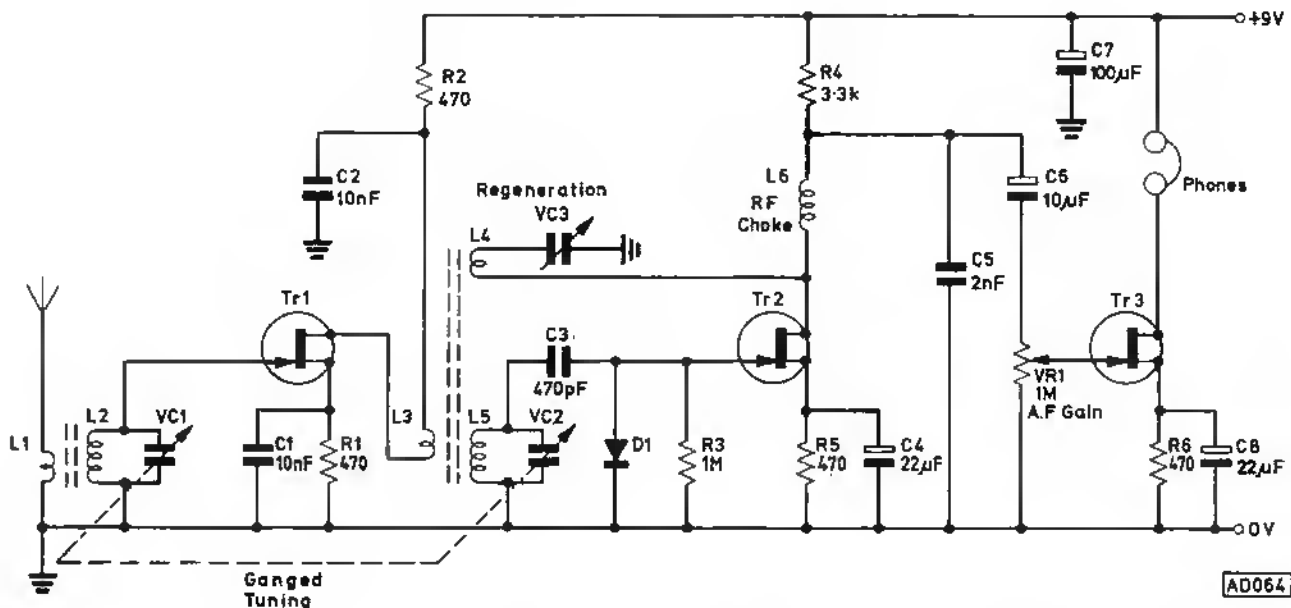 +9V
C7
100µF
R2
470
R4
3·3k
C2
10nF
Regeneration
VC3
L4
L6
RF
Choke
C6
10µF
Phones
C5
2nF
Tr1
Tr2
Tr3
C3
470pF
L1
L2
VC1
C1
10nF
R1
470
L3
L5
VC2
D1
R3
1M
R5
470
C4
22µF
VR1
1M
A.F Gain
R6
470
C8
22µF
0V
Ganged
Tuning
AD064